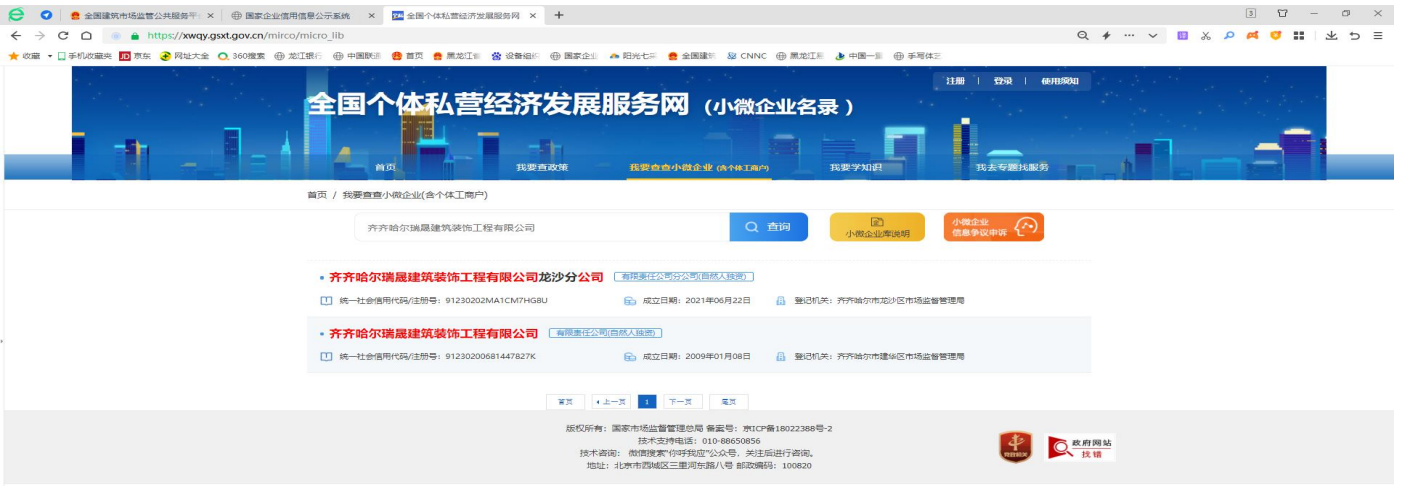 全国建筑市场监管公共服务平 × 国家企业信用信息公示系统 × 全国个体私营经济发展服务网 × +
https://xwqy.gsxt.gov.cn/mirco/micro_lib
收藏 手机收藏夹 JD 京东 网址大全 360搜索 龙江银行 中国联通 首页 黑龙江省 设备组织 国家企业 阳光七 全国建筑 CNNC 黑龙江 中国一 手写体
注册 | 登录 | 使用须知
全国个体私营经济发展服务网 (小微企业名录)
首页 我要查政策 我要查查小微企业 (含个体工商户) 我要学知识 我去专题找服务
首页 / 我要查查小微企业(含个体工商户)
齐齐哈尔瑞晟建筑装饰工程有限公司 查询 小微企业库说明 小微企业
信息争议申诉
齐齐哈尔瑞晟建筑装饰工程有限公司龙沙分公司 有限责任公司分公司(自然人独资)
统一社会信用代码/注册号：91230202MA1CM7HG8U 成立日期：2021年06月22日 登记机关：齐齐哈尔市龙沙区市场监督管理局
齐齐哈尔瑞晟建筑装饰工程有限公司 有限责任公司(自然人独资)
统一社会信用代码/注册号：91230200681447827K 成立日期：2009年01月08日 登记机关：齐齐哈尔市建华区市场监督管理局
首页 上一页 1 下一页 尾页
版权所有：国家市场监督管理总局 备案号：京ICP备18022388号-2
技术支持电话：010-88650856
技术咨询： 微信搜索"你呼我应"公众号，关注后进行咨询。
地址：北京市西城区三里河东路八号 邮政编码：100820
党政机关
政府网站
找错